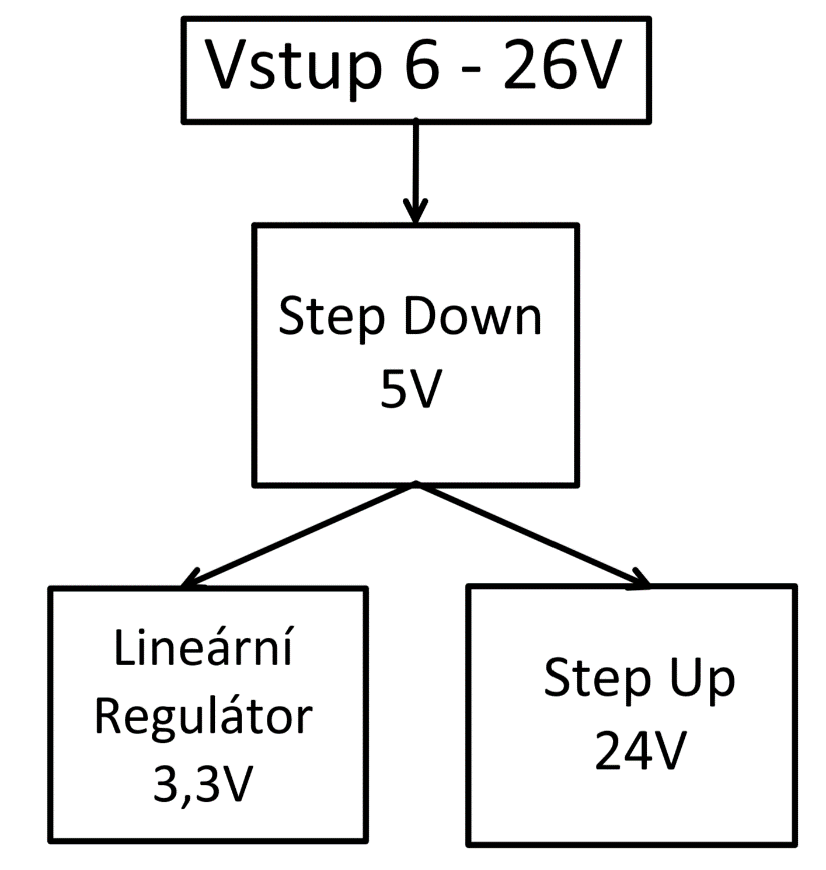 Vstup 6 - 26V
Step Down
5V
Lineární
Regulátor
3,3V
Step Up
24V